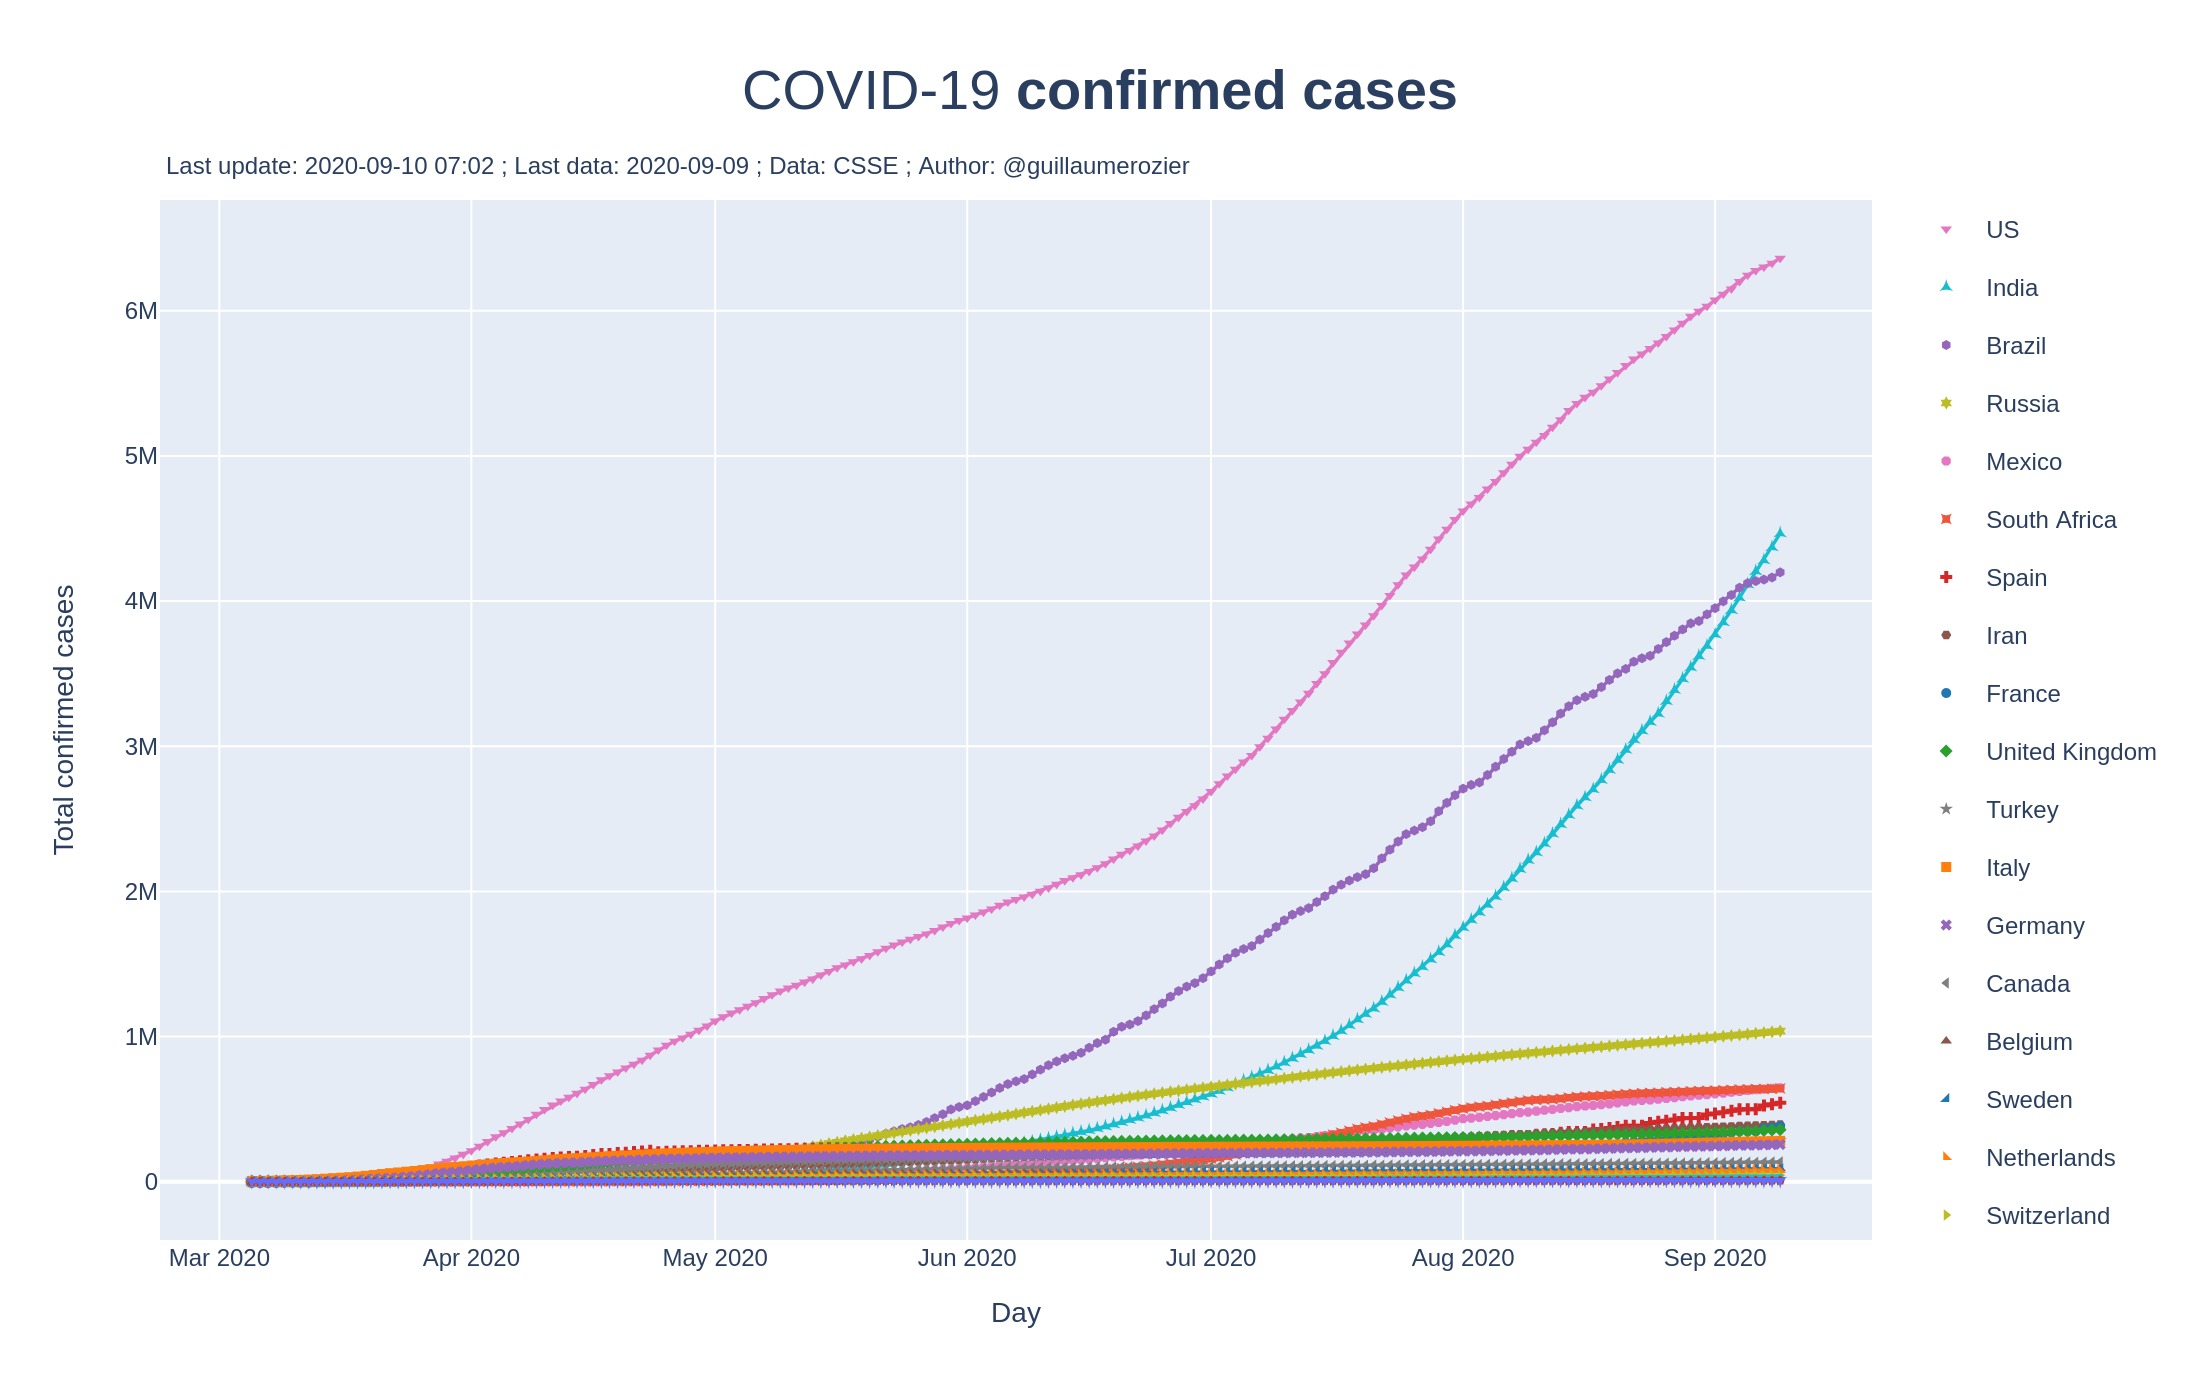 COVID-19 confirmed cases
Last update: 2020-09-10 07:02 ; Last data: 2020-09-09 ; Data: CSSE ; Author: @guillaumerozier
Total confirmed cases
6M
5M
4M
3M
2M
1M
0
Mar 2020
Apr 2020
May 2020
Jun 2020
Jul 2020
Aug 2020
Sep 2020
Day
US
India
Brazil
Russia
Mexico
South Africa
Spain
Iran
France
United Kingdom
Turkey
Italy
Germany
Canada
Belgium
Sweden
Netherlands
Switzerland